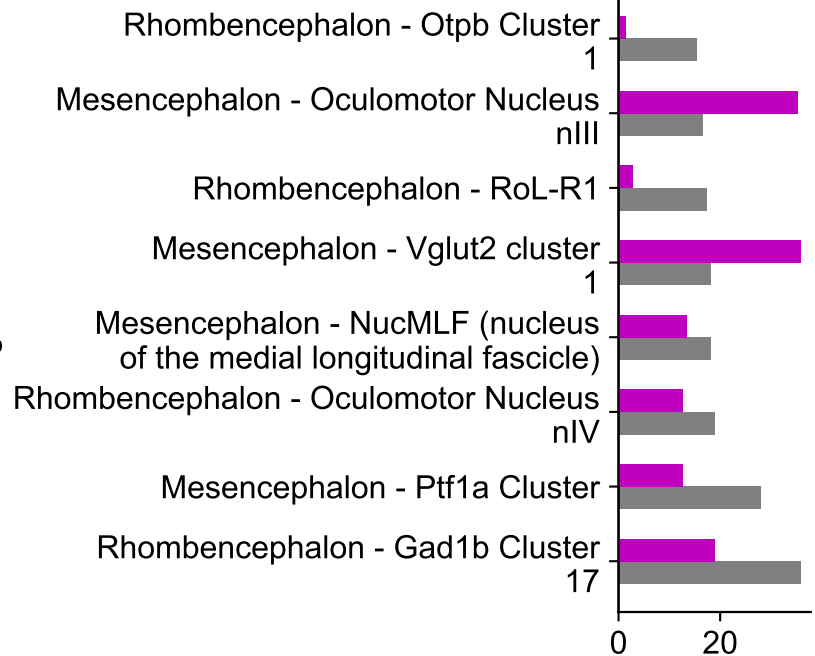 Rhombencephalon - Otpb Cluster
1
Mesencephalon - Oculomotor Nucleus
nIII
Rhombencephalon - RoL-R1
Mesencephalon - Vglut2 cluster
1
Mesencephalon - NucMLF (nucleus
of the medial longitudinal fascicle)
Rhombencephalon - Oculomotor Nucleus
nIV
Mesencephalon - Ptf1a Cluster
Rhombencephalon - Gad1b Cluster
17
0 20